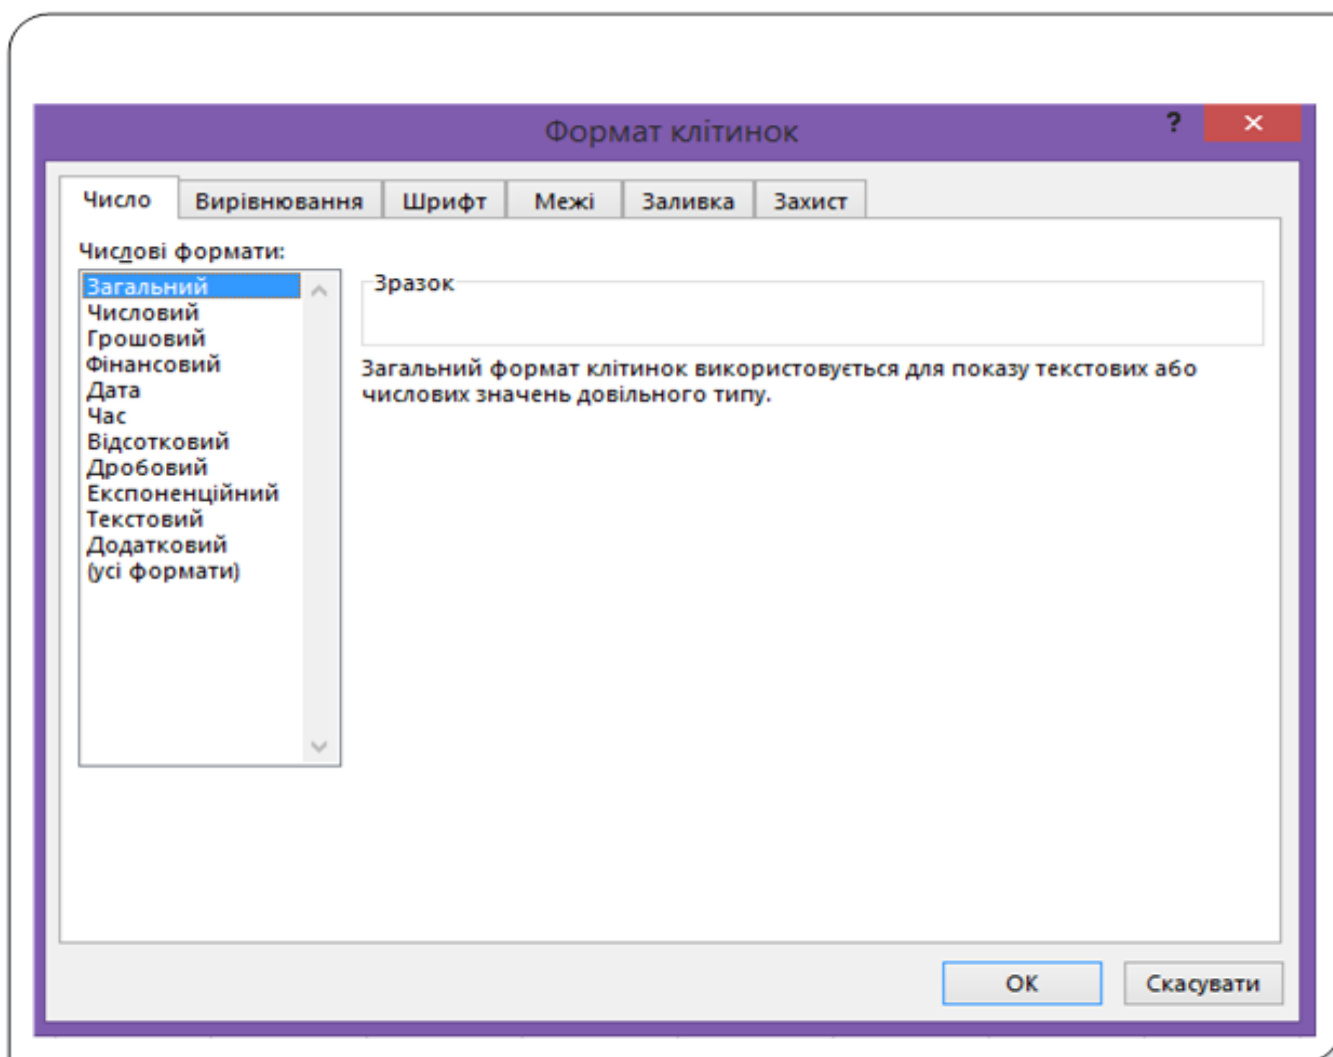 Формат клітинок
?
Число Вирівнювання Шрифт Межі Заливка Захист
Числові формати:
Загальний
Числовий
Грошовий
Фінансовий
Дата
Час
Відсотковий
Дробовий
Експоненційний
Текстовий
Додатковий
(усі формати)
Зразок
Загальний формат клітинок використовується для показу текстових або
числових значень довільного типу.
ОК Скасувати